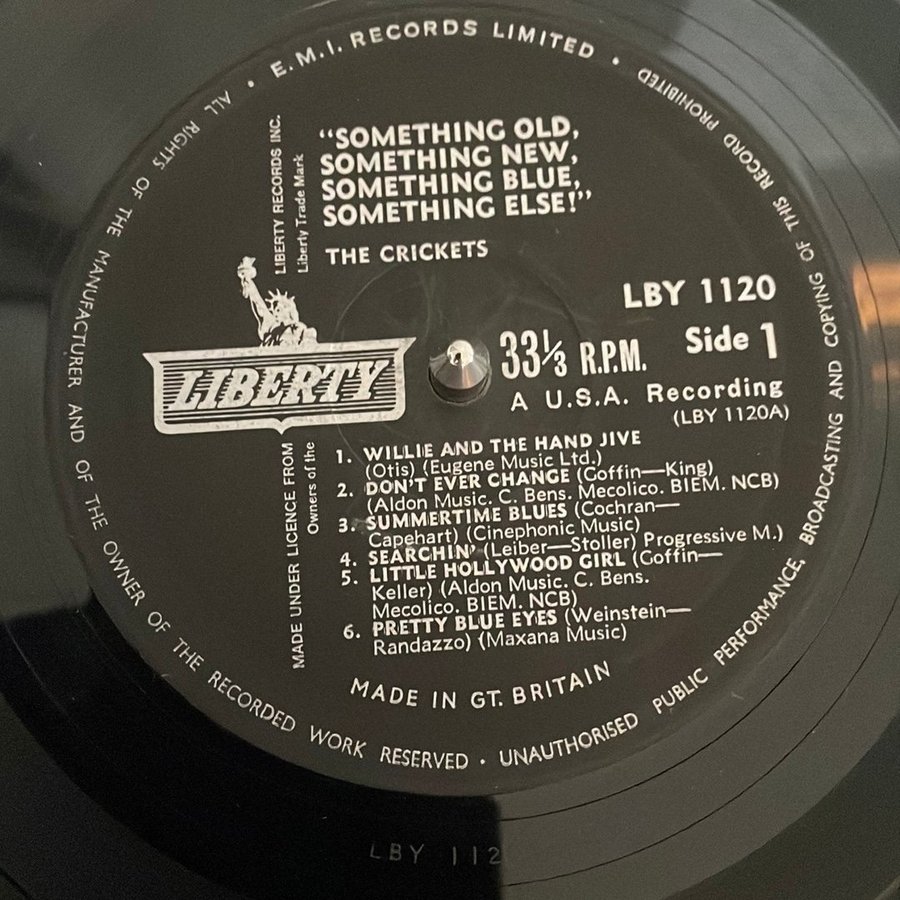 E.M.I. RECORDS LIMITED • 
COPYING OF THIS RECORD PROHIBITED
ALL RIGHTS OF THE MANUFACTURER AND OF THE OWNER OF THE RECORDED WORK RESERVED • UNAUTHORISED PUBLIC PERFORMANCE, BROADCASTING AND
"SOMETHING OLD,
SOMETHING NEW,
SOMETHING BLUE,
SOMETHING ELSE!"
THE CRICKETS
LIBERTY RECORDS INC.
Liberty Trade Mark
LIBERTY
MADE UNDER LICENCE FROM
Owners of the
LBY 1120
33⅓ R.P.M.
Side 1
A U.S.A. Recording
(LBY 1120A)
1. WILLIE AND THE HAND JIVE
(Otis) (Eugene Music Ltd.)
2. DON'T EVER CHANGE (Coffin—King)
(Aldon Music. C. Bens. Mecolico. BIEM. NCB)
3. SUMMERTIME BLUES (Cochran—
Capehart) (Cinephonic Music)
4. SEARCHIN' (Leiber—Stoller) Progressive M.)
5. LITTLE HOLLYWOOD GIRL (Coffin—
Keller) (Aldon Music. C. Bens.
Mecolico. BIEM. NCB)
6. PRETTY BLUE EYES (Weinstein—
Randazzo) (Maxana Music)
MADE IN GT. BRITAIN
LBY 112